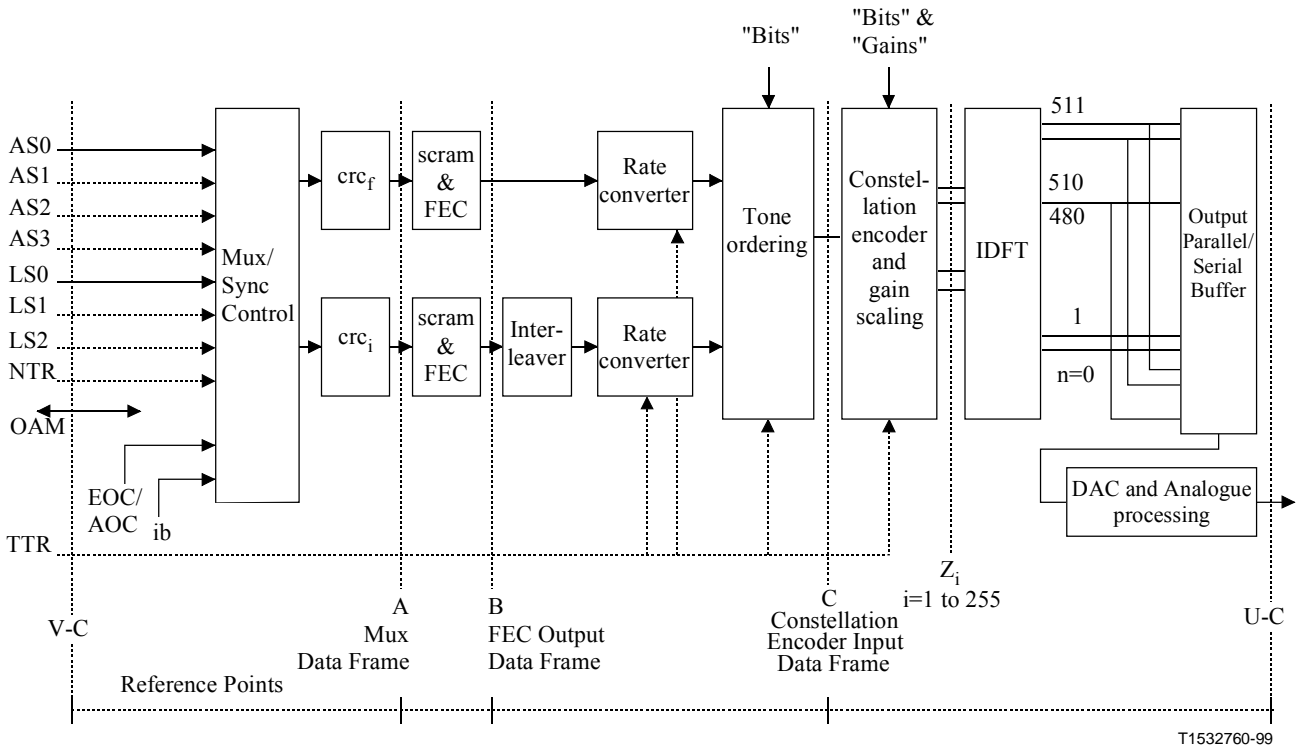 "Bits"
"Bits" &
"Gains"
AS0
AS1
AS2
AS3
LS0
LS1
LS2
NTR
OAM
EOC/
AOC
ib
TTR
Mux/
Sync
Control
crcf
scram
&
FEC
Rate
converter
crci
scram
&
FEC
Inter-
leaver
Rate
converter
Tone
ordering
Constel-
lation
encoder
and
gain
scaling
IDFT
511
510
480
1
n=0
Output
Parallel/
Serial
Buffer
DAC and Analogue
processing
V-C
A
Mux
Data Frame
B
FEC Output
Data Frame
C
Constellation
Encoder Input
Data Frame
Zi
i=1 to 255
U-C
Reference Points
T1532760-99